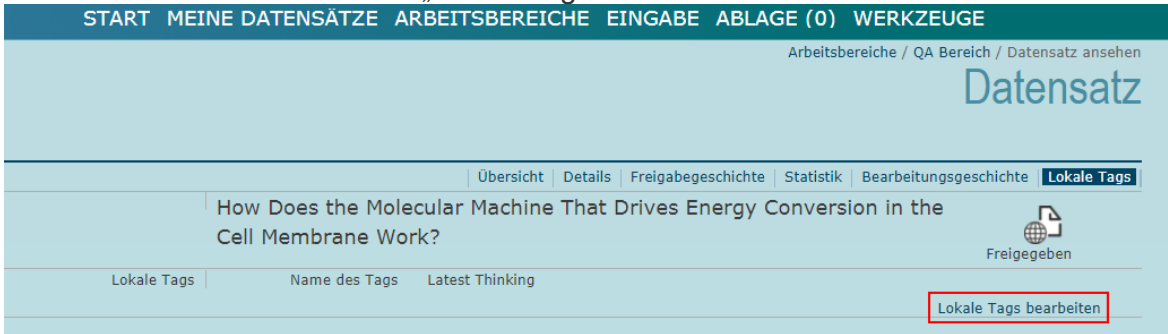 START MEINE DATENSÄTZE ARBEITSBEREICHE EINGABE ABLAGE (0) WERKZEUGE
Arbeitsbereiche / QA Bereich / Datensatz ansehen
Datensatz
Übersicht | Details | Freigabegeschichte | Statistik | Bearbeitungsgeschichte | Lokale Tags
How Does the Molecular Machine That Drives Energy Conversion in the
Cell Membrane Work?
Freigegeben
Lokale Tags Name des Tags Latest Thinking
Lokale Tags bearbeiten